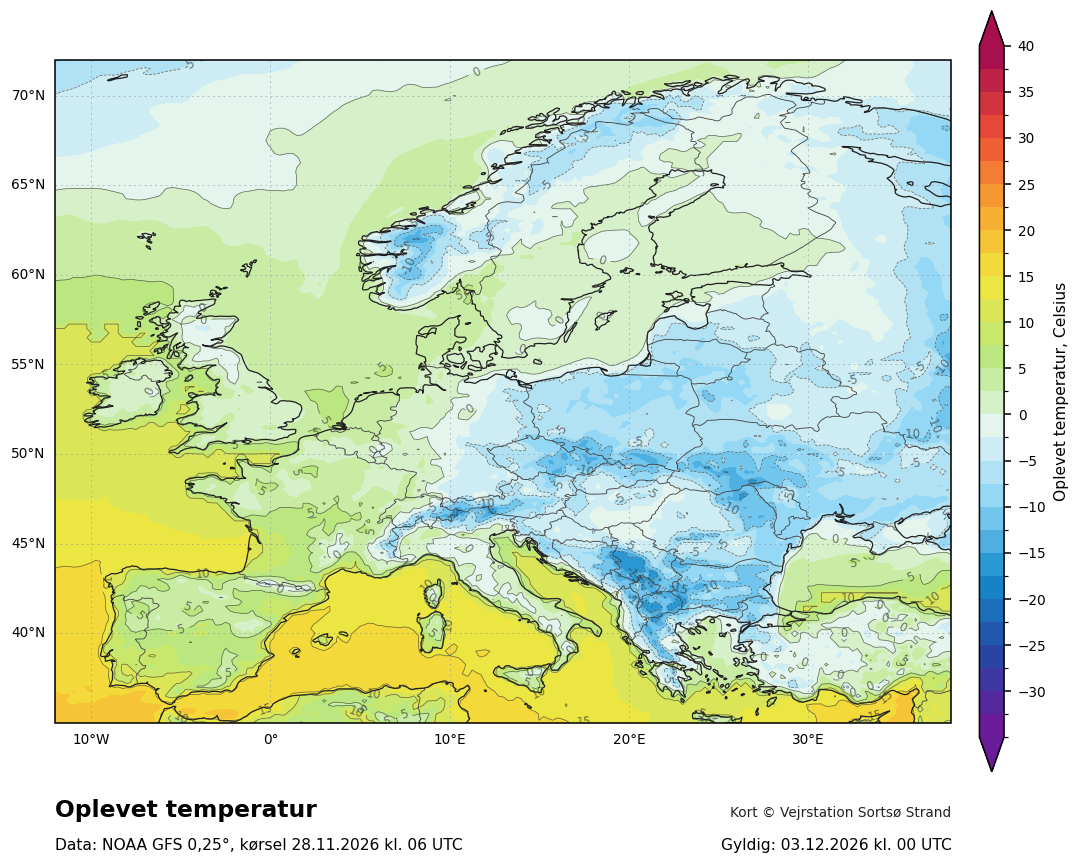 70°N
65°N
60°N
55°N
50°N
45°N
40°N
10°W
0°
10°E
20°E
30°E
40
35
30
25
20
15
10
5
0
−5
−10
−15
−20
−25
−30
Oplevet temperatur, Celsius
Oplevet temperatur
Kort © Vejrstation Sortsø Strand
Data: NOAA GFS 0,25°, kørsel 28.11.2026 kl. 06 UTC
Gyldig: 03.12.2026 kl. 00 UTC